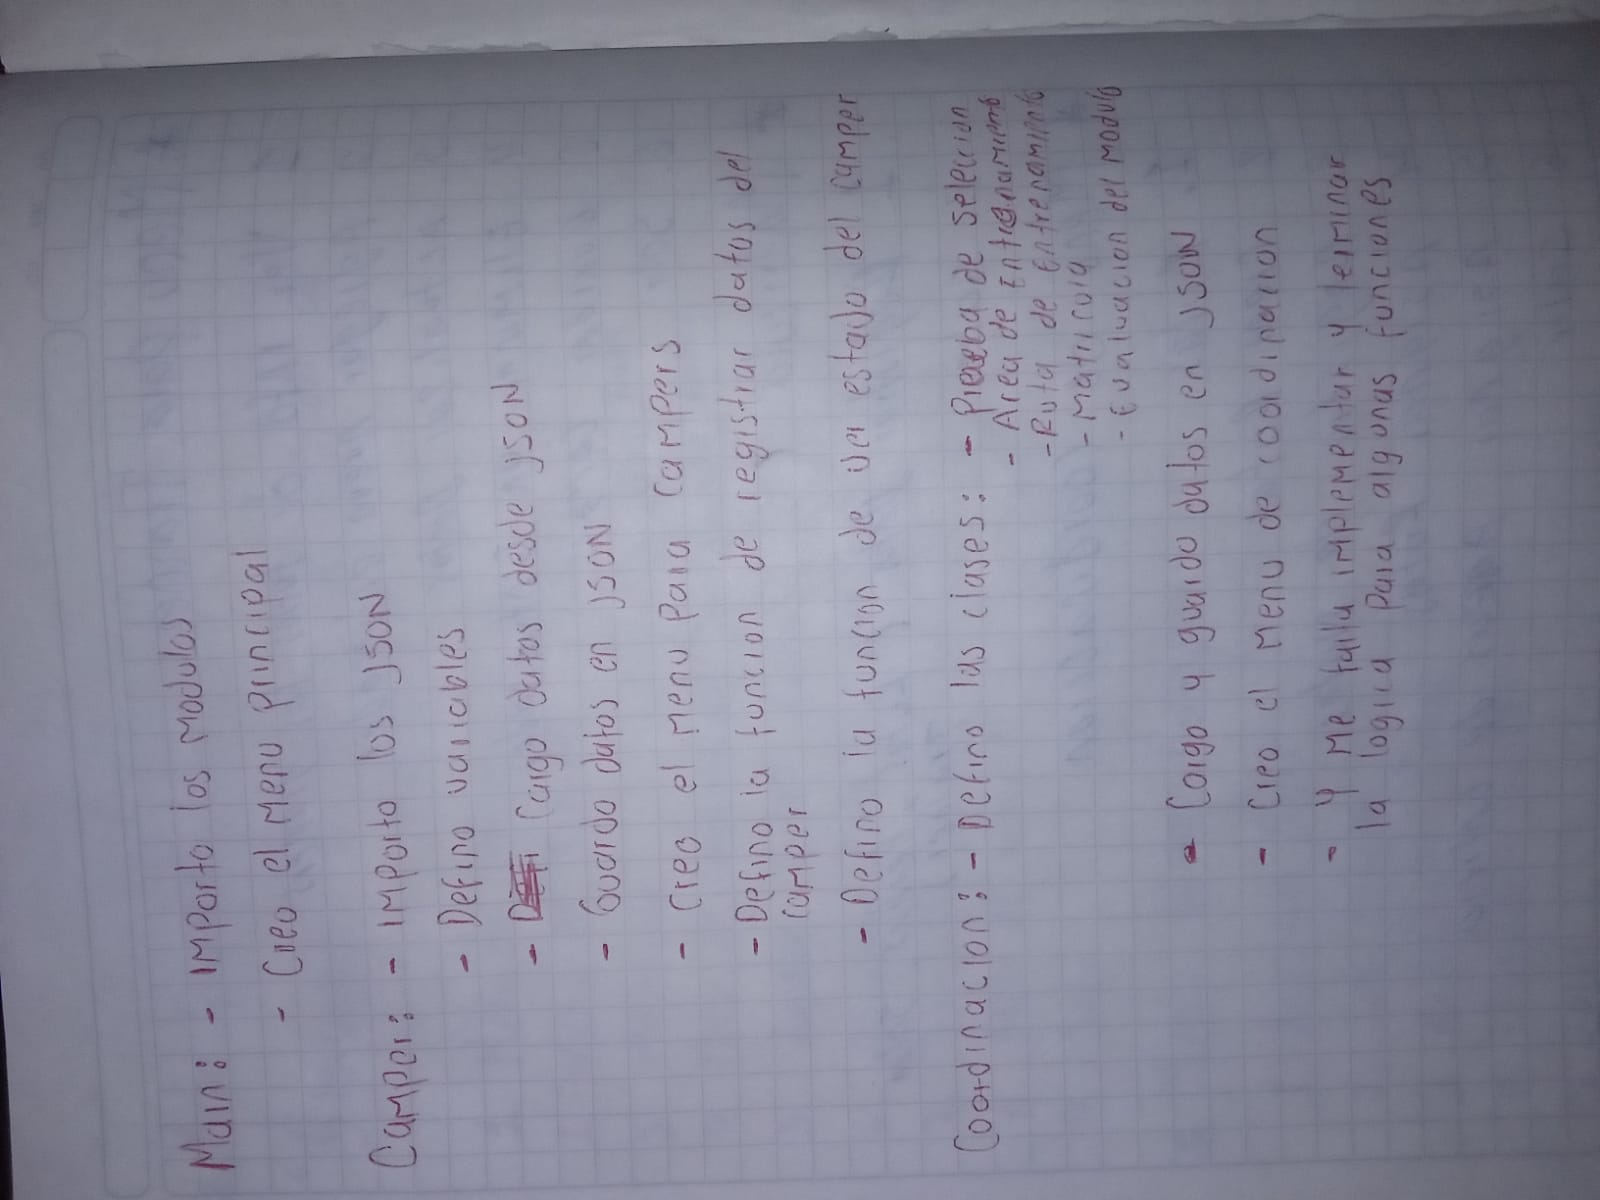 Main: - Importo los modulos
- Creo el menu principal
Camper: - Importo los JSON
- Defino variables
- Cargo datos desde JSON
- Guardo datos en JSON
- Creo el menu para campers
- Defino la funcion de registrar datos del
camper
- Defino la funcion de ver estado del camper
Coordinacion: - Defino las clases: - Prueba de seleccion
- Area de Entrenamiento
- Ruta de Entrenamiento
- Matricula
- Evaluacion del modulo
- Cargo y guardo datos en JSON
- Creo el menu de coordinacion
- Y me falta implementar y terminar
la logica para algunas funciones